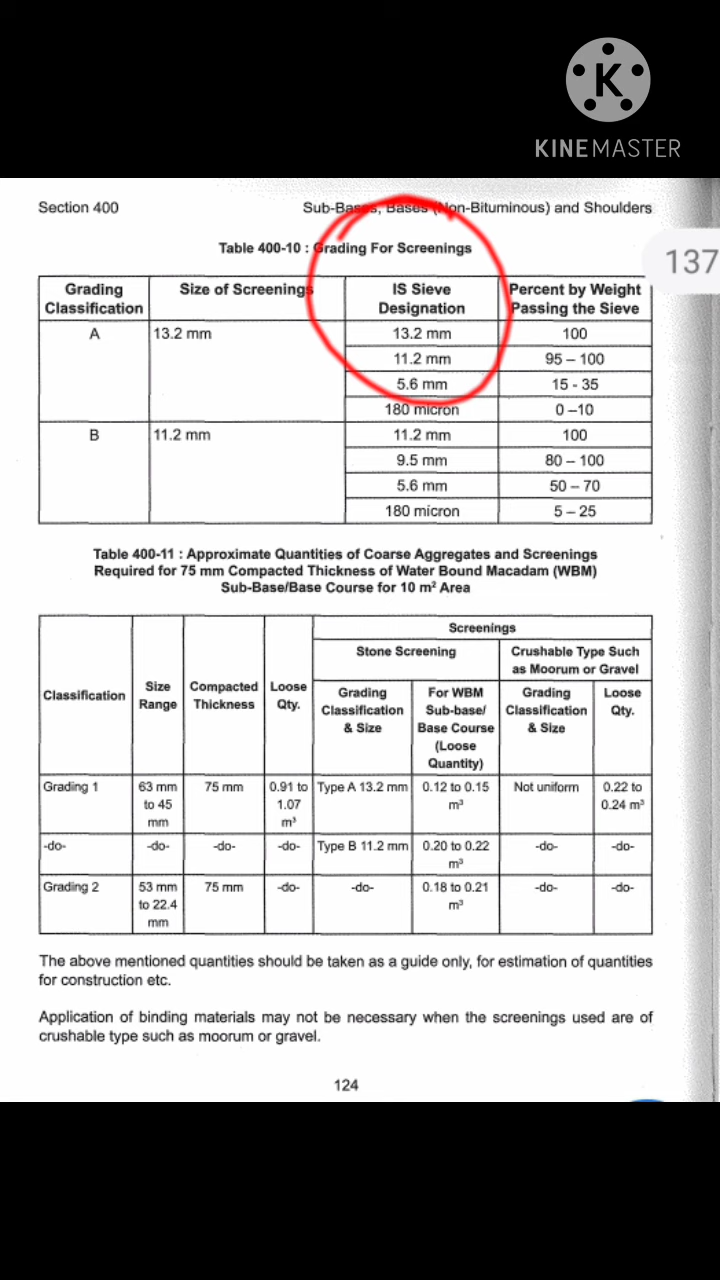 K
KINEMASTER
Section 400 Sub-Bases, Bases (Non-Bituminous) and Shoulders
137
Table 400-10 : Grading For Screenings
Grading Classification Size of Screenings IS Sieve Designation Percent by Weight Passing the Sieve
A 13.2 mm 13.2 mm 100
11.2 mm 95 – 100
5.6 mm 15 - 35
180 micron 0 –10
B 11.2 mm 11.2 mm 100
9.5 mm 80 – 100
5.6 mm 50 – 70
180 micron 5 – 25
Table 400-11 : Approximate Quantities of Coarse Aggregates and Screenings
Required for 75 mm Compacted Thickness of Water Bound Macadam (WBM)
Sub-Base/Base Course for 10 m² Area
Screenings
Stone Screening Crushable Type Such as Moorum or Gravel
Classification Size Range Compacted Thickness Loose Qty. Grading Classification & Size For WBM Sub-base/ Base Course (Loose Quantity) Grading Classification & Size Loose Qty.
Grading 1 63 mm to 45 mm 75 mm 0.91 to 1.07 m³ Type A 13.2 mm 0.12 to 0.15 m³ Not uniform 0.22 to 0.24 m³
-do- -do- -do- -do- Type B 11.2 mm 0.20 to 0.22 m³ -do- -do-
Grading 2 53 mm to 22.4 mm 75 mm -do- -do- 0.18 to 0.21 m³ -do- -do-
The above mentioned quantities should be taken as a guide only, for estimation of quantities
for construction etc.
Application of binding materials may not be necessary when the screenings used are of
crushable type such as moorum or gravel.
124